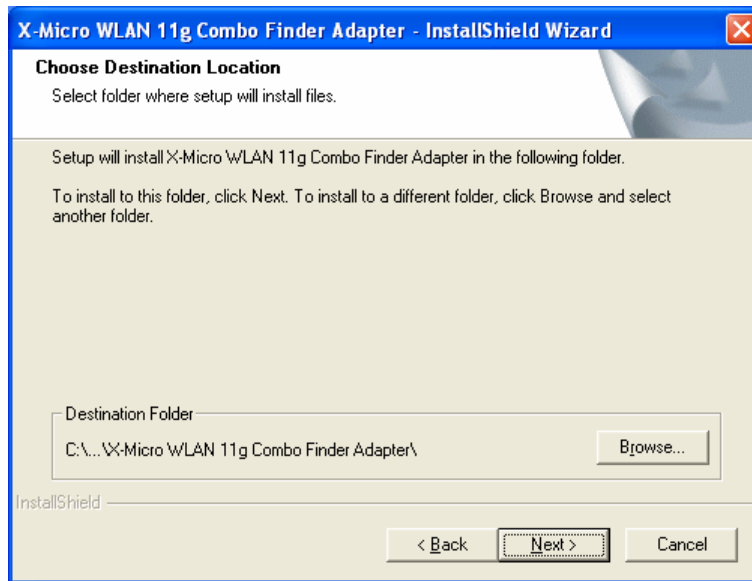 X-Micro WLAN 11g Combo Finder Adapter - InstallShield Wizard
Choose Destination Location
Select folder where setup will install files.
Setup will install X-Micro WLAN 11g Combo Finder Adapter in the following folder.
To install to this folder, click Next. To install to a different folder, click Browse and select
another folder.
Destination Folder
C:\...\X-Micro WLAN 11g Combo Finder Adapter\
Browse...
InstallShield
< Back
Next >
Cancel